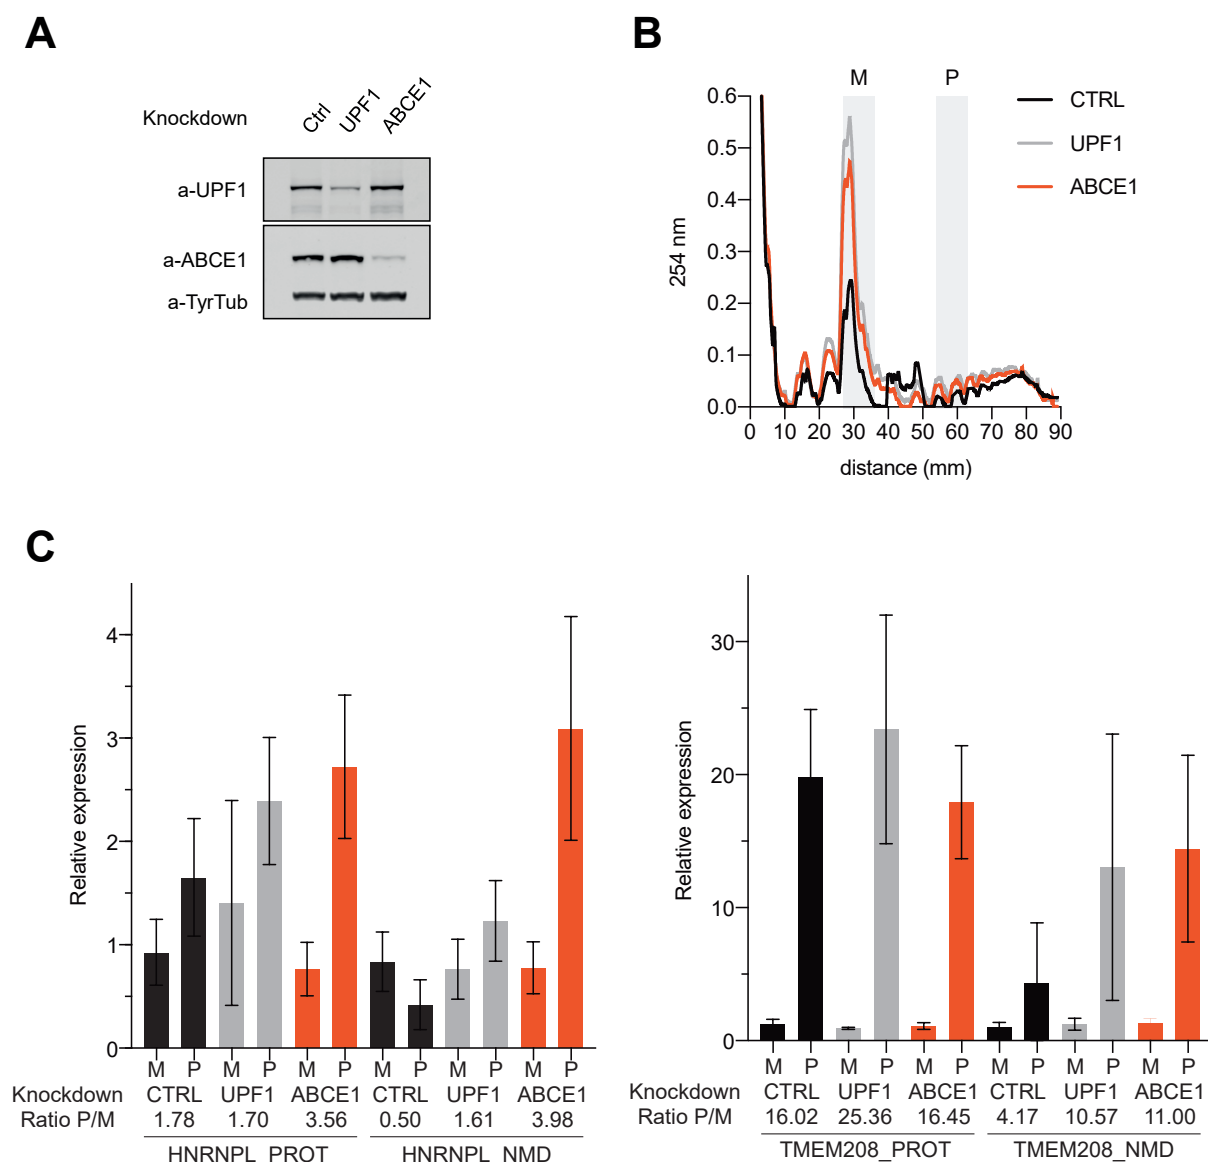 A
Knockdown
Ctrl
UPF1
ABCE1
a-UPF1
a-ABCE1
a-TyrTub
B
M P
0.6
0.5
0.4
0.3
0.2
0.1
0.0
254 nm
0 10 20 30 40 50 60 70 80 90
distance (mm)
CTRL
UPF1
ABCE1
C
Relative expression
4
3
2
1
0
M P M P M P M P M P M P
Knockdown CTRL UPF1 ABCE1 CTRL UPF1 ABCE1
Ratio P/M 1.78 1.70 3.56 0.50 1.61 3.98
HNRNPL_PROT HNRNPL_NMD
Relative expression
30
20
10
0
M P M P M P M P M P M P
Knockdown CTRL UPF1 ABCE1 CTRL UPF1 ABCE1
Ratio P/M 16.02 25.36 16.45 4.17 10.57 11.00
TMEM208_PROT TMEM208_NMD